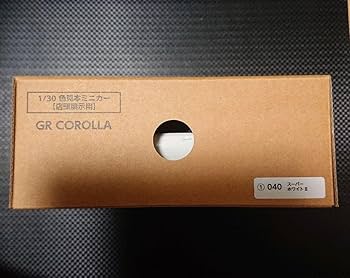 1/30 色見本ミニカー
【店頭展示用】
GR COROLLA
① 040 スーパー
ホワイトⅡ